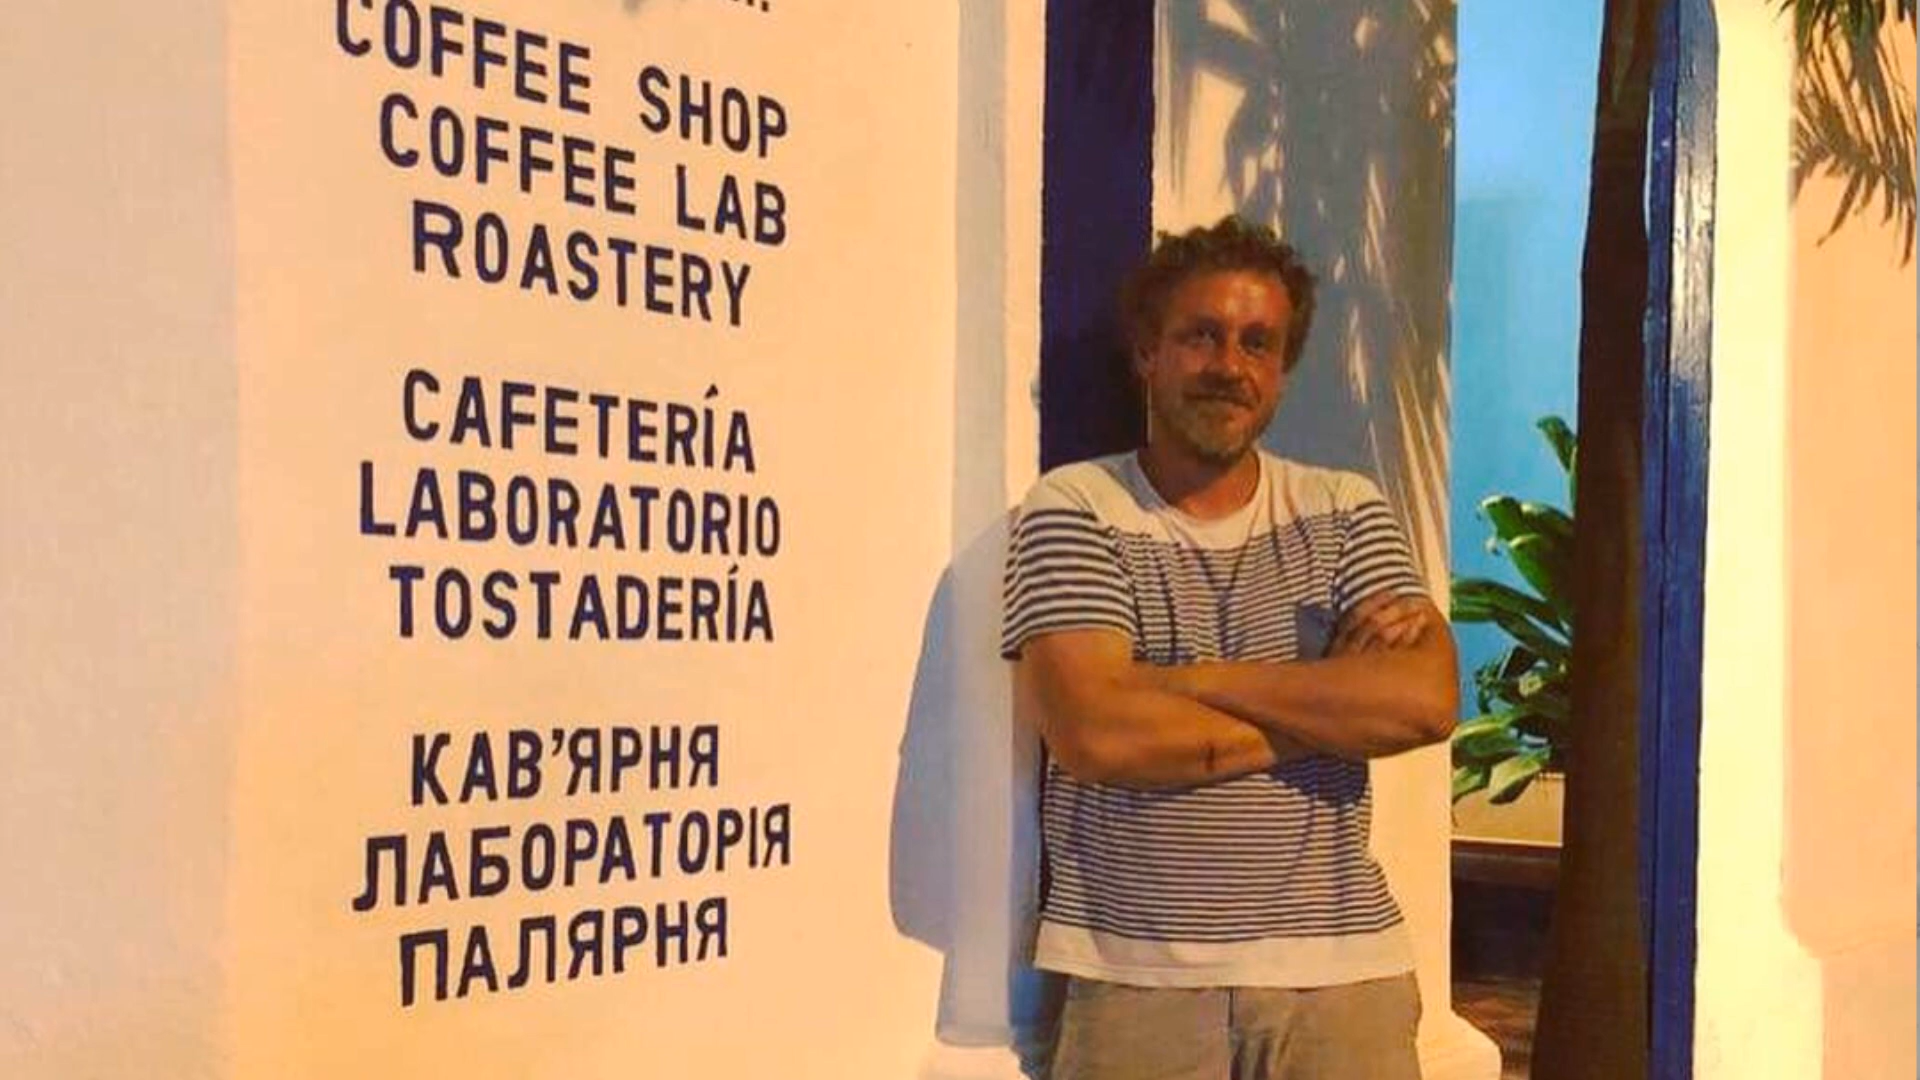 COFFEE SHOP
COFFEE LAB
ROASTERY
CAFETERÍA
LABORATORIO
TOSTADERÍA
КАВ’ЯРНЯ
ЛАБОРАТОРІЯ
ПАЛЯРНЯ